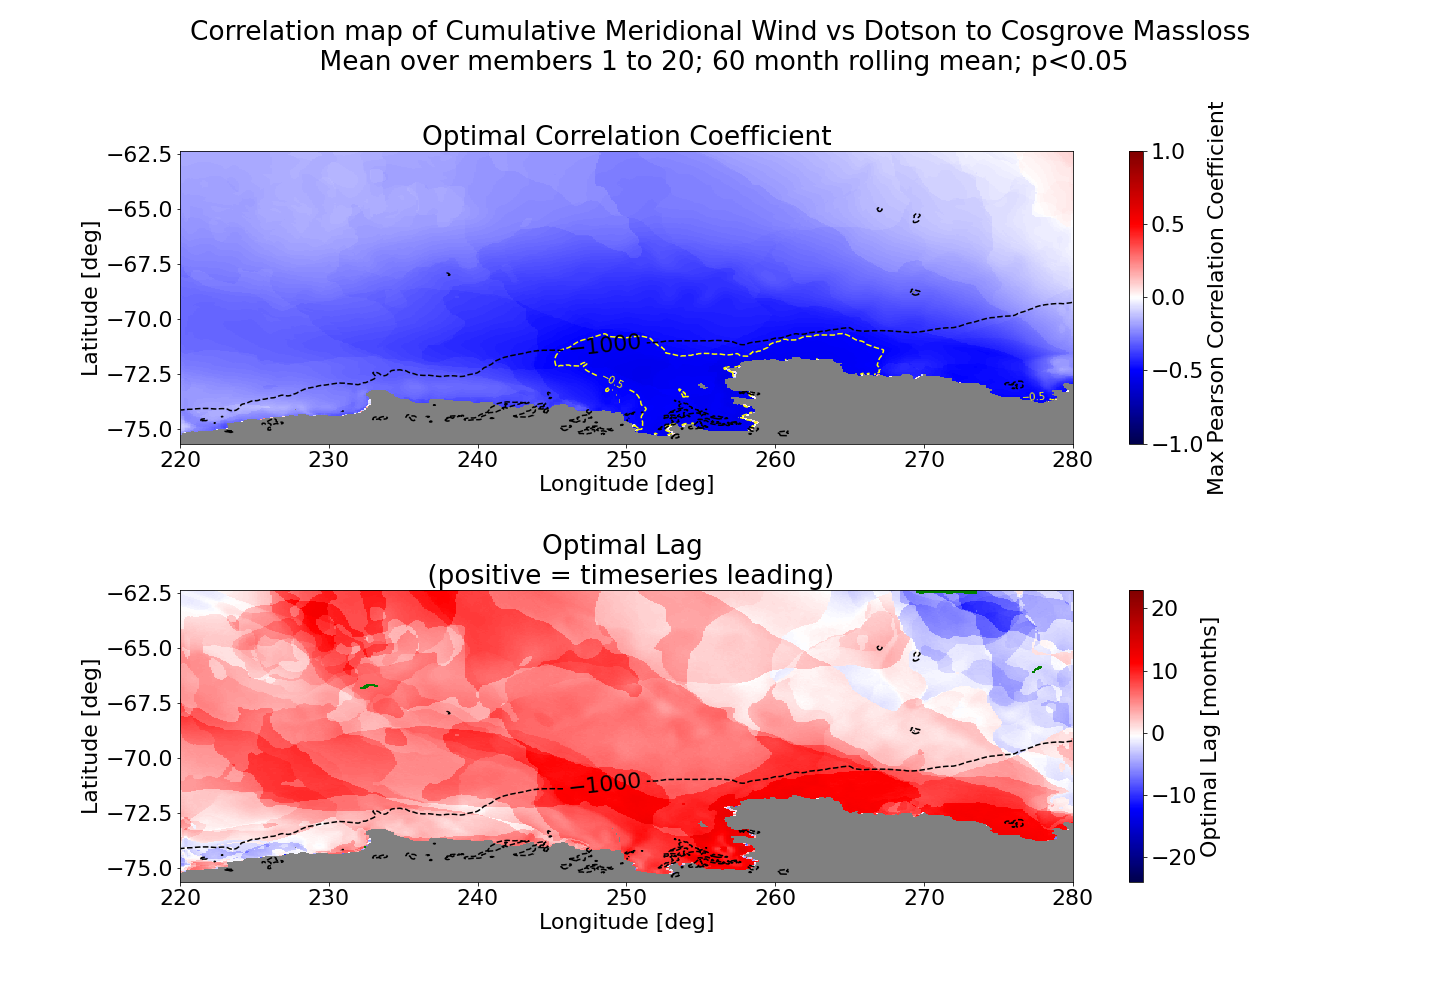 Correlation map of Cumulative Meridional Wind vs Dotson to Cosgrove Massloss
Mean over members 1 to 20; 60 month rolling mean; p<0.05
Optimal Correlation Coefficient
−62.5
−65.0
−67.5
−70.0
−72.5
−75.0
Latitude [deg]
−1000
−0.5
−0.5
220 230 240 250 260 270 280
Longitude [deg]
1.0
0.5
0.0
−0.5
−1.0
Max Pearson Correlation Coefficient
Optimal Lag
(positive = timeseries leading)
−62.5
−65.0
−67.5
−70.0
−72.5
−75.0
Latitude [deg]
−1000
220 230 240 250 260 270 280
Longitude [deg]
20
10
0
−10
−20
Optimal Lag [months]